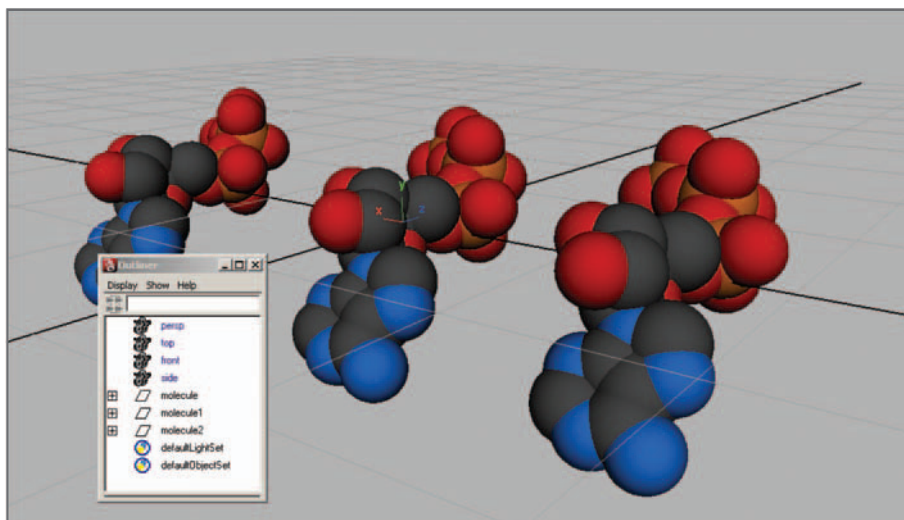 Y
X
Z
Outliner
Display Show Help
persp
top
front
side
molecule
molecule1
molecule2
defaultLightSet
defaultObjectSet